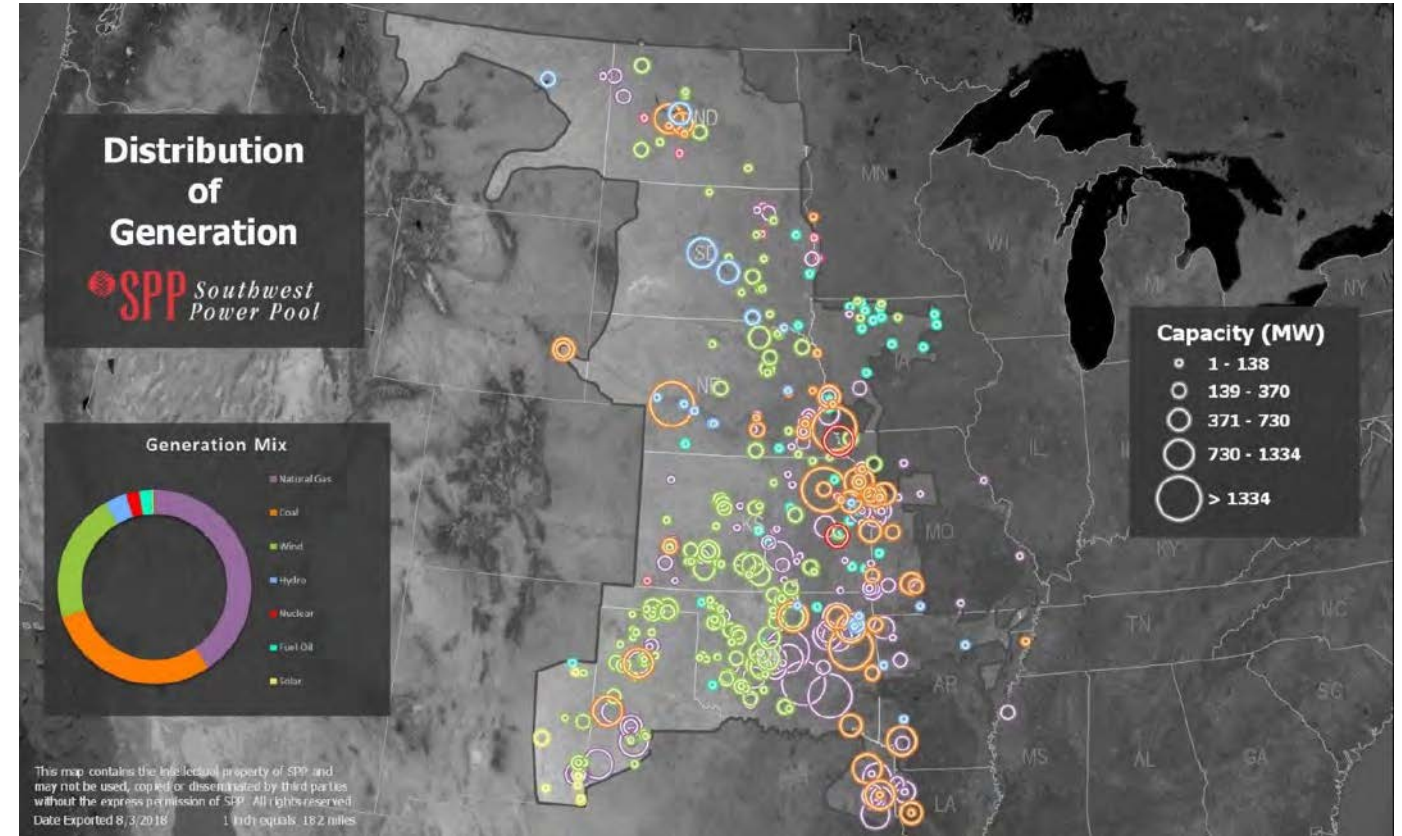 Distribution
of
Generation
SPP Southwest
Power Pool
Generation Mix
Natural Gas
Coal
Wind
Hydro
Nuclear
Fuel Oil
Solar
This map contains the intellectual property of SPP and
may not be used, copied or disseminated by third parties
without the express permission of SPP. All rights reserved
Date Exported 8/3/2018 1 inch equals 182 miles
Capacity (MW)
1 - 138
139 - 370
371 - 730
730 - 1334
> 1334
ND
MN
SD
WI
MI
NY
NE
IA
IL
KS
MO
KY
TN
NC
AR
SC
MS
AL
GA
LA